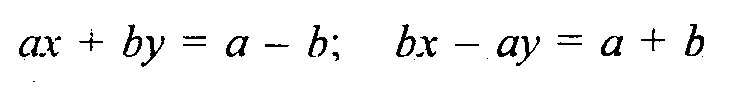 ax + by = a − b; bx − ay = a + b